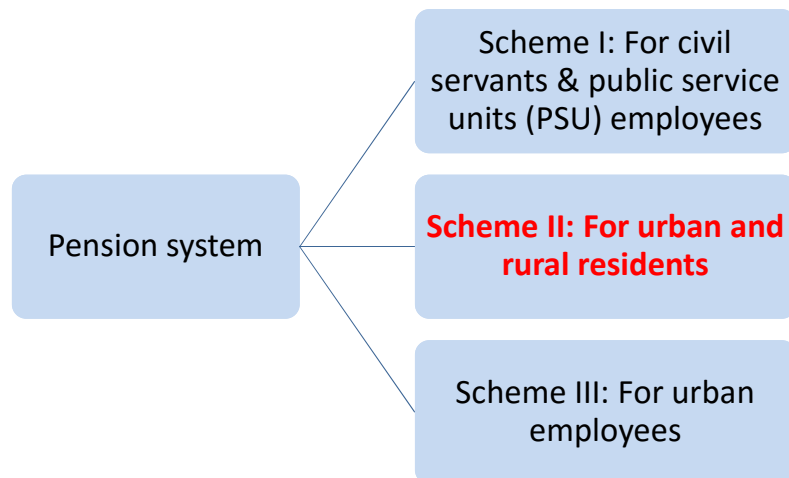 Scheme I: For civil
servants & public service
units (PSU) employees
Pension system
Scheme II: For urban and
rural residents
Scheme III: For urban
employees